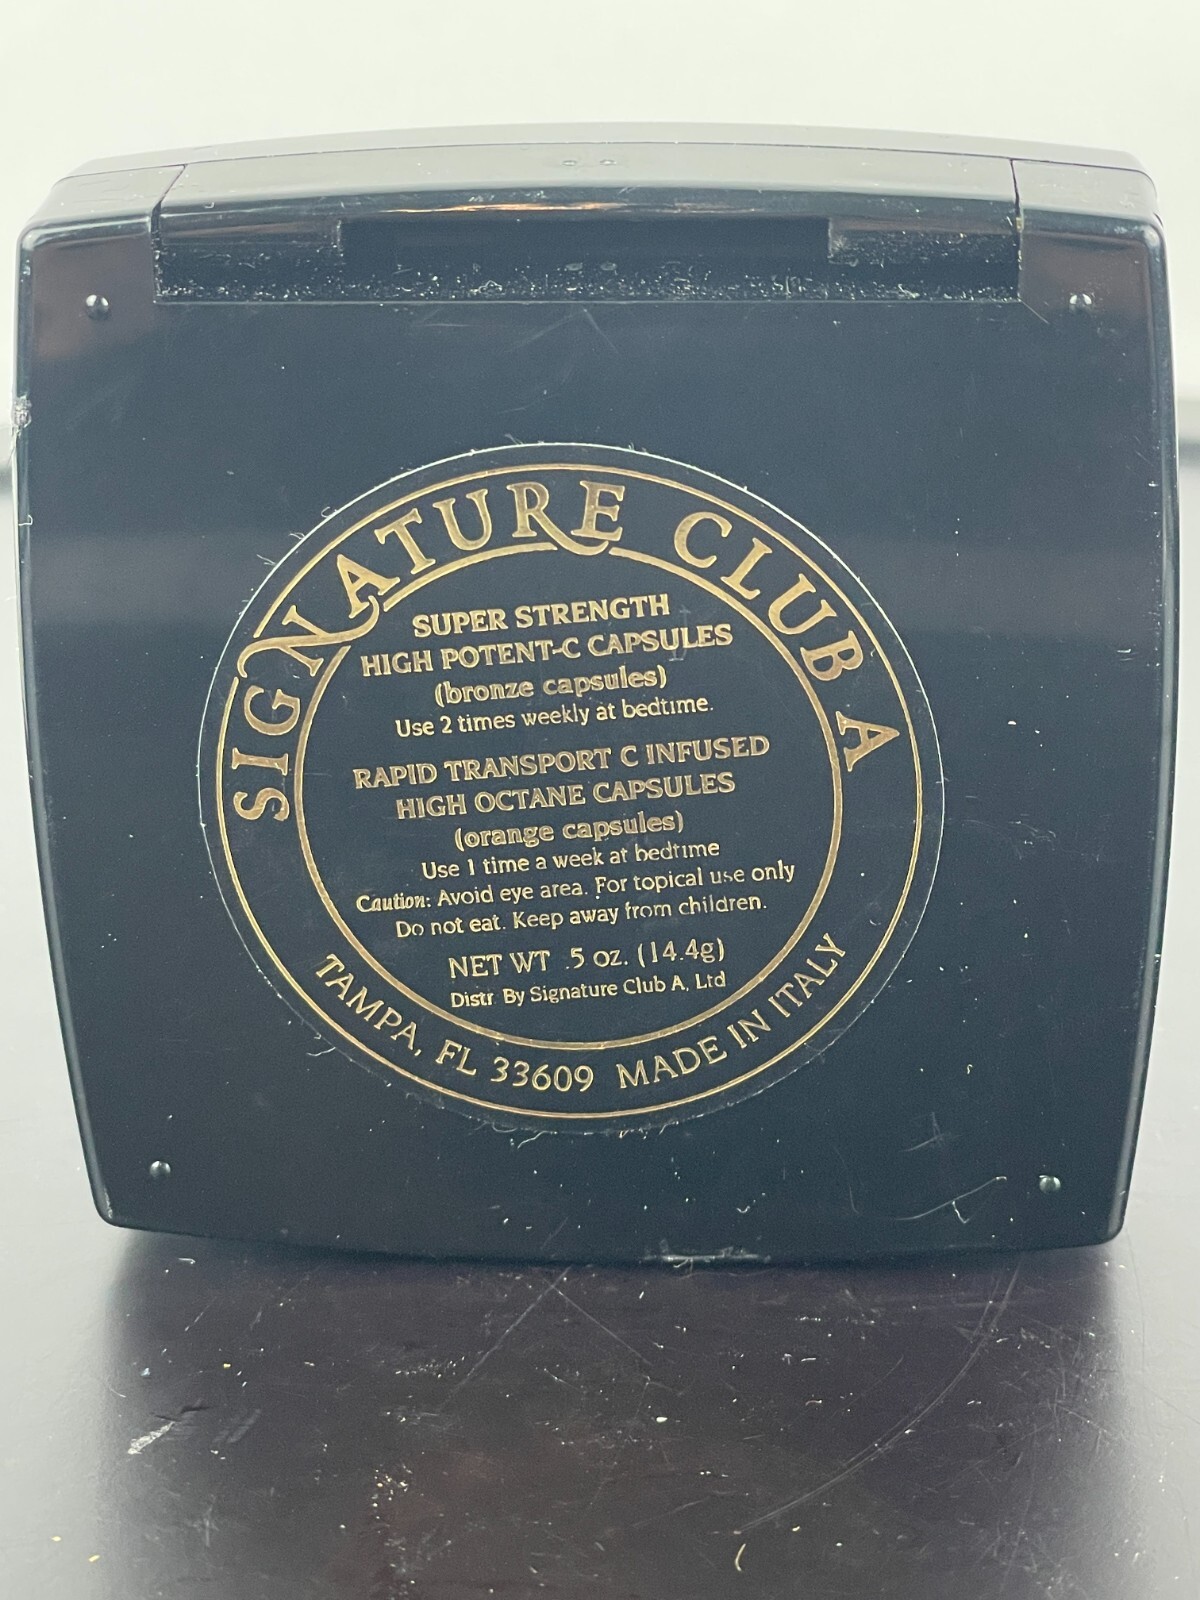 SIGNATURE CLUB A
SUPER STRENGTH
HIGH POTENT-C CAPSULES
(bronze capsules)
Use 2 times weekly at bedtime.
RAPID TRANSPORT C INFUSED
HIGH OCTANE CAPSULES
(orange capsules)
Use 1 time a week at bedtime
Caution: Avoid eye area. For topical use only
Do not eat. Keep away from children.
NET WT .5 oz. (14.4g)
Distr. By Signature Club A, Ltd
TAMPA, FL 33609 MADE IN ITALY